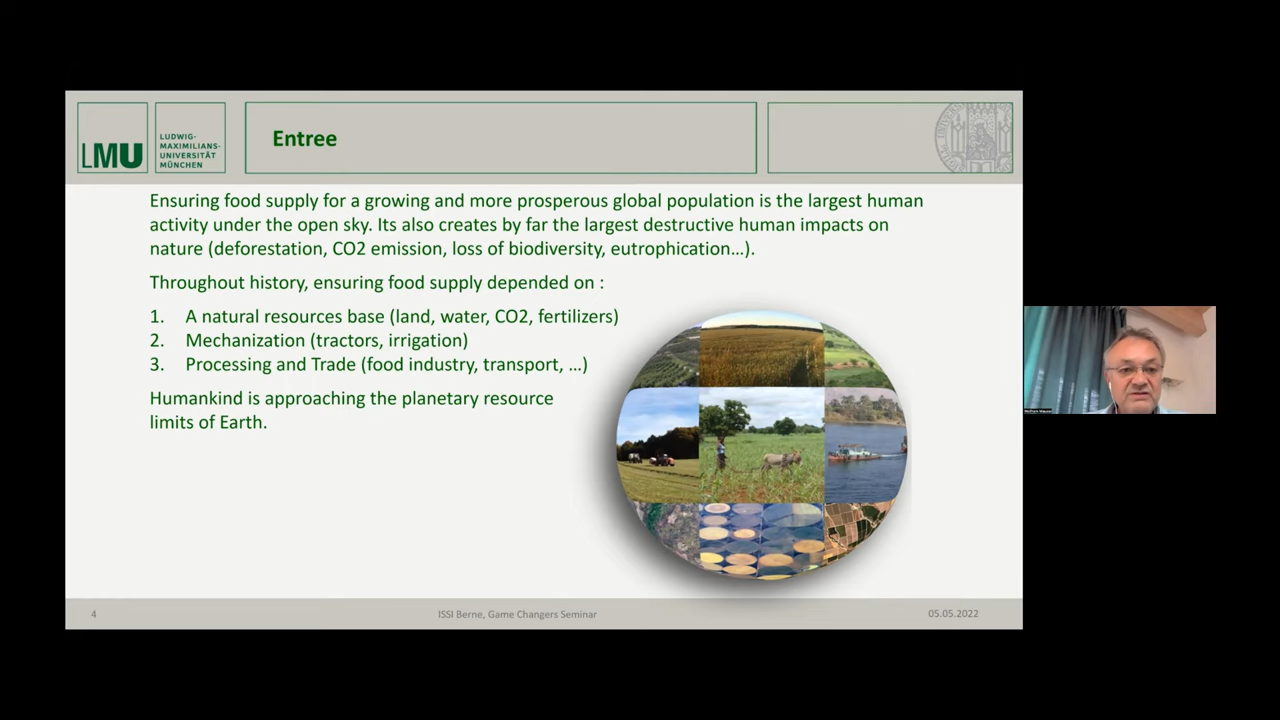 LMU
LUDWIG-
MAXIMILIANS-
UNIVERSITÄT
MÜNCHEN
Entree
Ensuring food supply for a growing and more prosperous global population is the largest human
activity under the open sky. Its also creates by far the largest destructive human impacts on
nature (deforestation, CO2 emission, loss of biodiversity, eutrophication…).
Throughout history, ensuring food supply depended on :
1. A natural resources base (land, water, CO2, fertilizers)
2. Mechanization (tractors, irrigation)
3. Processing and Trade (food industry, transport, …)
Humankind is approaching the planetary resource
limits of Earth.
4
ISSI Berne, Game Changers Seminar
05.05.2022